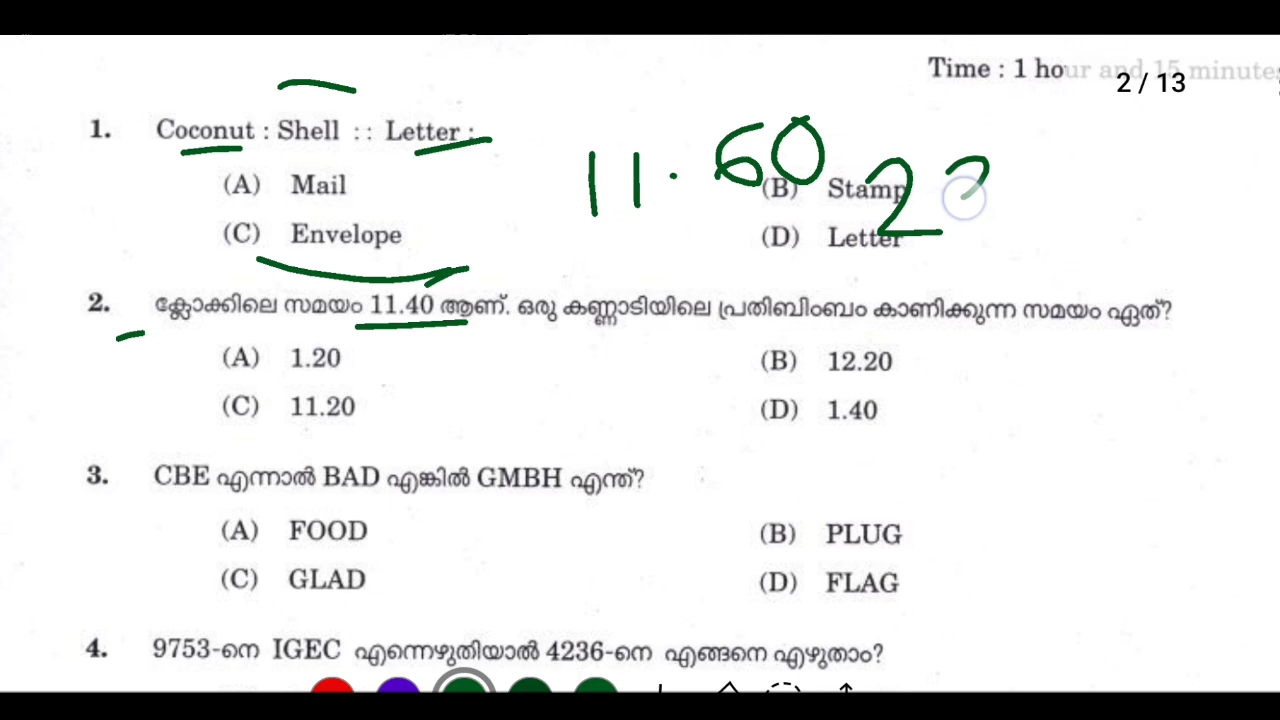 Time : 1 hour and 15 minutes
2 / 13
1. Coconut : Shell :: Letter :
11.60
(A) Mail (B) Stamp 2
(C) Envelope (D) Letter
2. ക്ലോക്കിലെ സമയം 11.40 ആണ്. ഒരു കണ്ണാടിയിലെ പ്രതിബിംബം കാണിക്കുന്ന സമയം ഏത്?
(A) 1.20 (B) 12.20
(C) 11.20 (D) 1.40
3. CBE എന്നാൽ BAD എങ്കിൽ GMBH എന്ത്?
(A) FOOD (B) PLUG
(C) GLAD (D) FLAG
4. 9753-നെ IGEC എന്നെഴുതിയാൽ 4236-നെ എങ്ങനെ എഴുതാം?